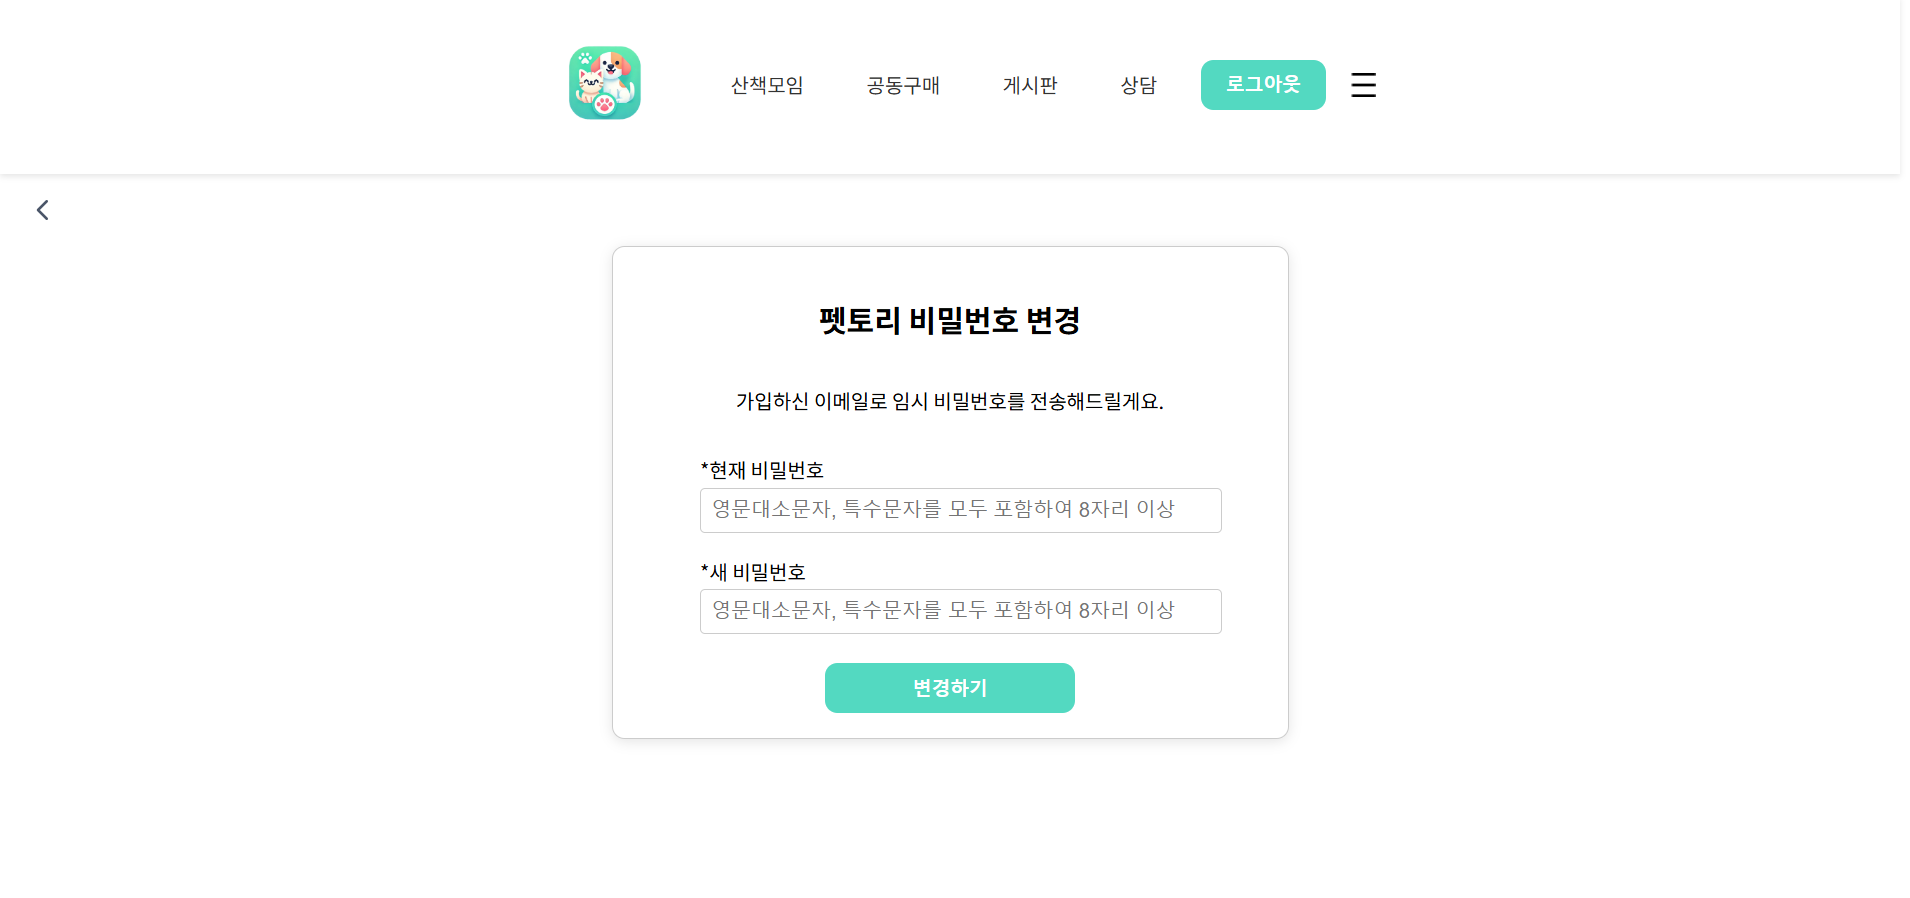 산책모임
공동구매
게시판
상담
로그아웃
펫토리 비밀번호 변경
가입하신 이메일로 임시 비밀번호를 전송해드릴게요.
*현재 비밀번호
영문대소문자, 특수문자를 모두 포함하여 8자리 이상
*새 비밀번호
영문대소문자, 특수문자를 모두 포함하여 8자리 이상
변경하기